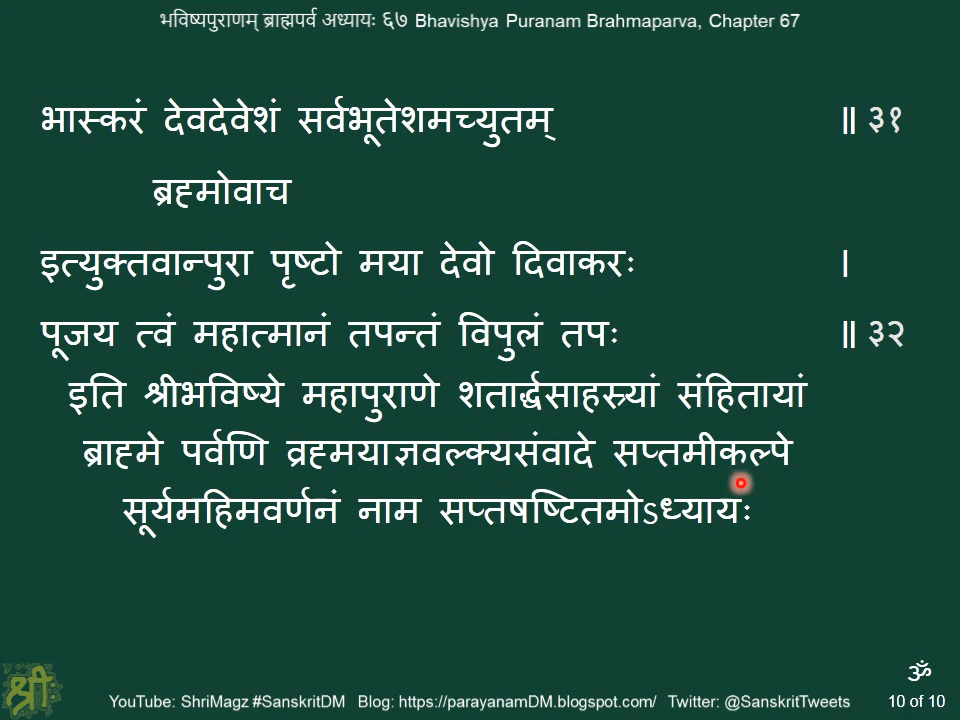 भविष्यपुराणम् ब्राह्मपर्व अध्यायः ६७ Bhavishya Puranam Brahmaparva, Chapter 67
भास्करं देवदेवेशं सर्वभूतेशमच्युतम् ॥ ३१
ब्रह्मोवाच
इत्युक्तवान्पुरा पृष्टो मया देवो दिवाकरः ।
पूजय त्वं महात्मानं तपन्तं विपुलं तपः ॥ ३२
इति श्रीभविष्ये महापुराणे शतार्द्धसाहस्र्यां संहितायां
ब्राह्मे पर्वणि व्रह्मयाज्ञवल्क्यसंवादे सप्तमीकल्पे
सूर्यमहिमवर्णनं नाम सप्तषष्टितमोऽध्यायः
ॐ
श्रीः
YouTube: ShriMagz #SanskritDM Blog: https://parayanamDM.blogspot.com/ Twitter: @SanskritTweets 10 of 10